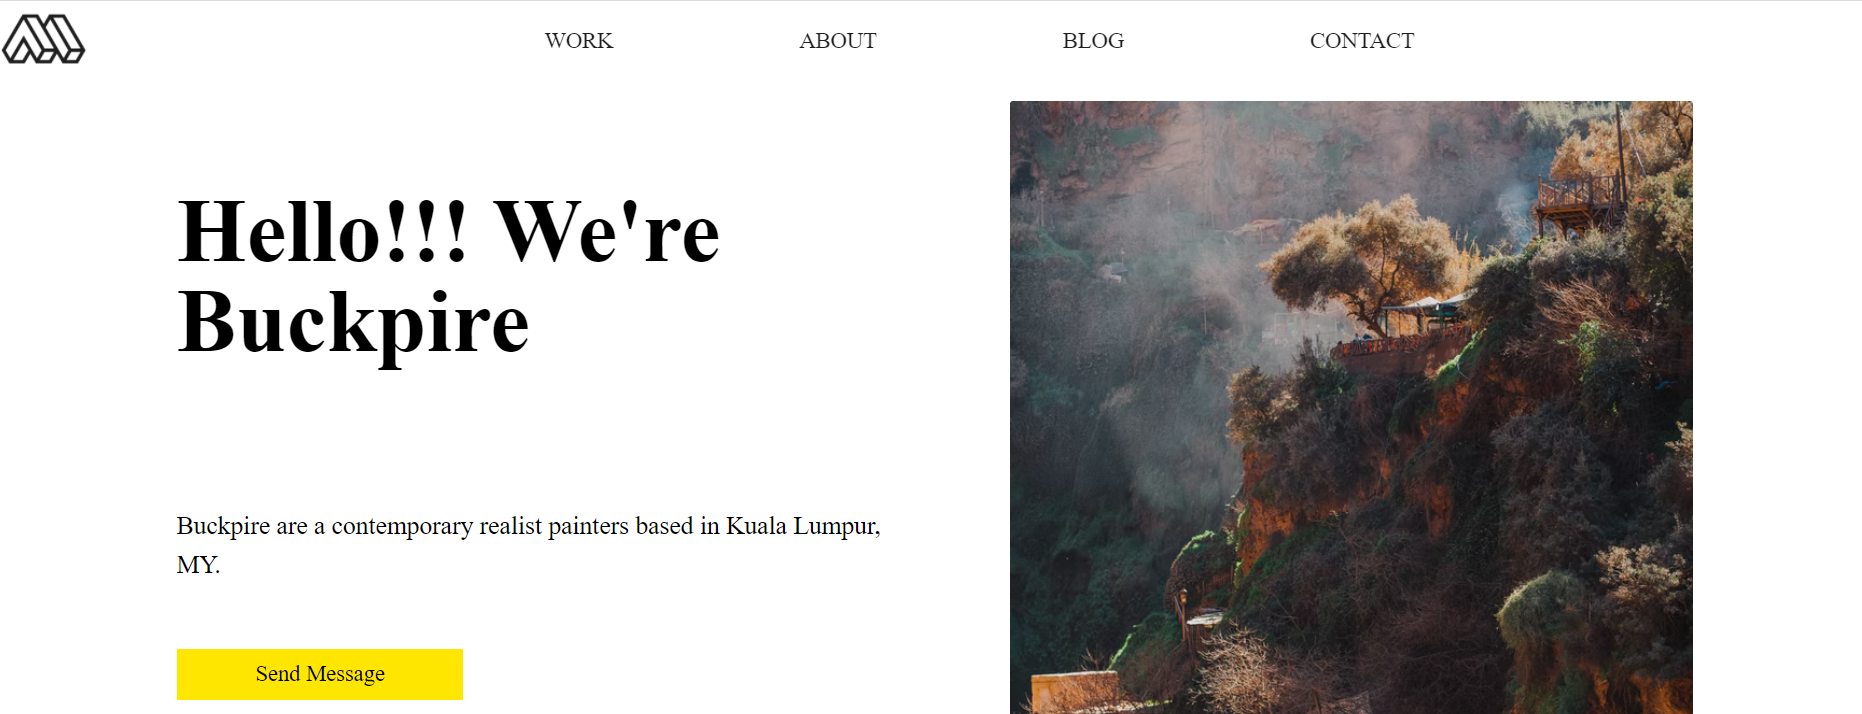 WORK ABOUT BLOG CONTACT
Hello!!! We're
Buckpire
Buckpire are a contemporary realist painters based in Kuala Lumpur,
MY.
Send Message